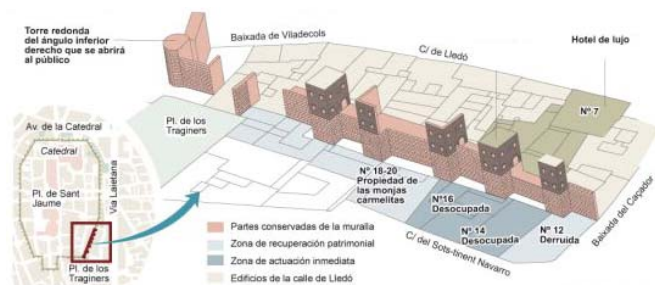 Torre redonda
del ángulo inferior
derecho que se abrirá
al público
Baixada de Viladecols
C/ de Lledó
Hotel de lujo
Nº 7
Pl. de los
Traginers
Av. de la Catedral
Catedral
Pl. de Sant
Jaume
Via Laietana
Pl. de los
Traginers
Nº 18-20
Propiedad de
las monjas
carmelitas
Nº16
Desocupada
Nº 14
Desocupada
Nº 12
Derruida
Baixada del Caçador
C/ del Sots-tinent Navarro
Partes conservadas de la muralla
Zona de recuperación patrimonial
Zona de actuación inmediata
Edificios de la calle de Lledó